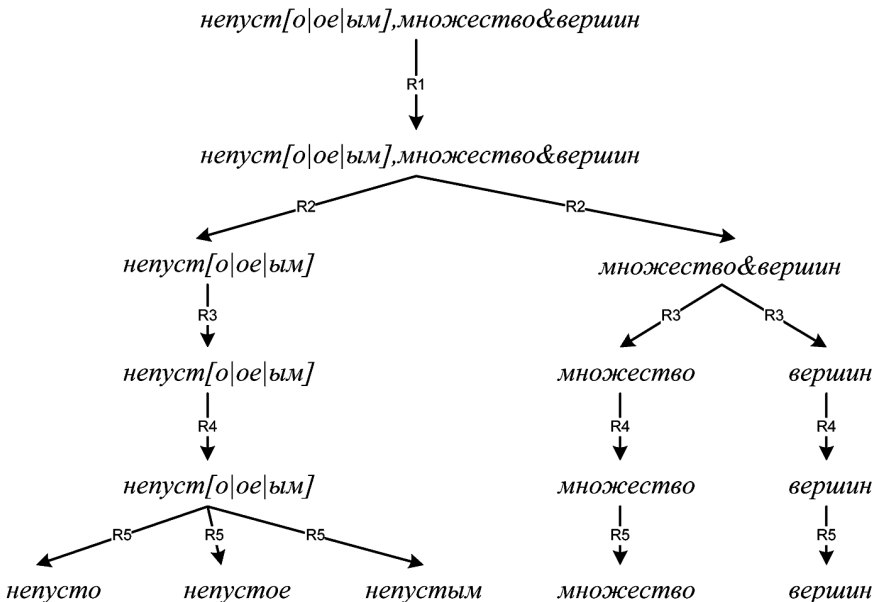 непуст[о|ое|ым],множество&вершин
R1
непуст[о|ое|ым],множество&вершин
R2 R2
непуст[о|ое|ым] множество&вершин
R3 R3 R3
непуст[о|ое|ым] множество вершин
R4 R4 R4
непуст[о|ое|ым] множество вершин
R5 R5 R5 R5 R5
непусто непустое непустым множество вершин